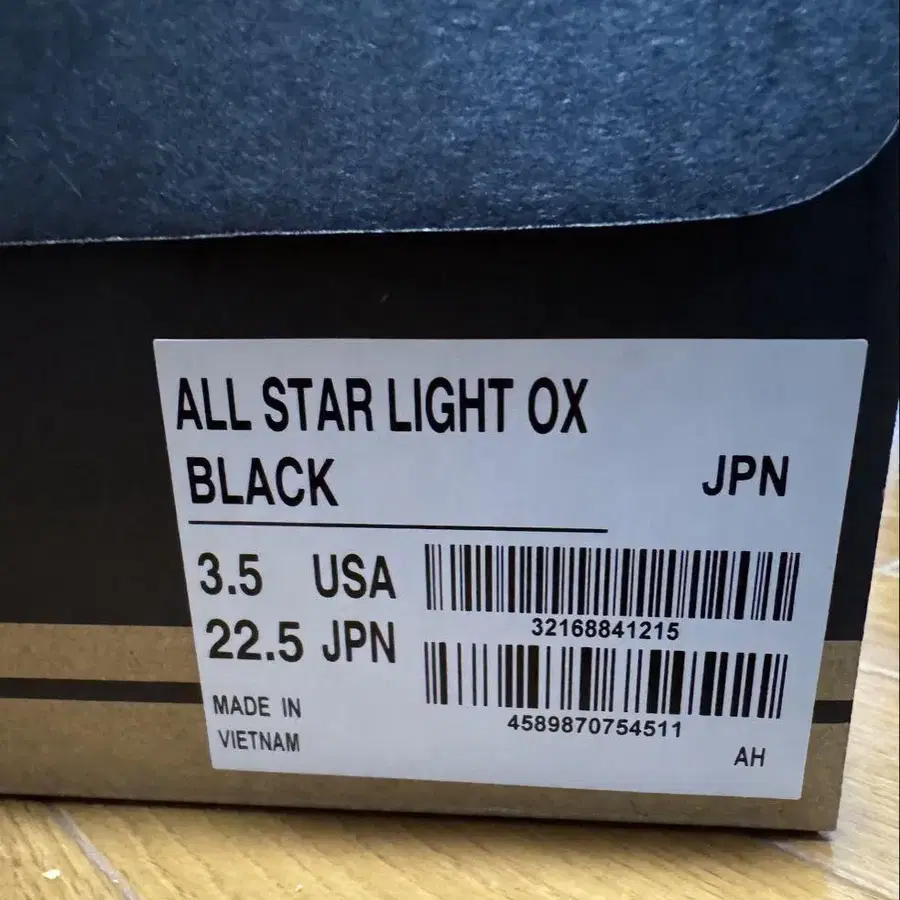 ALL STAR LIGHT OX
BLACK JPN
3.5 USA
32168841215
22.5 JPN
4589870754511
MADE IN
VIETNAM
AH